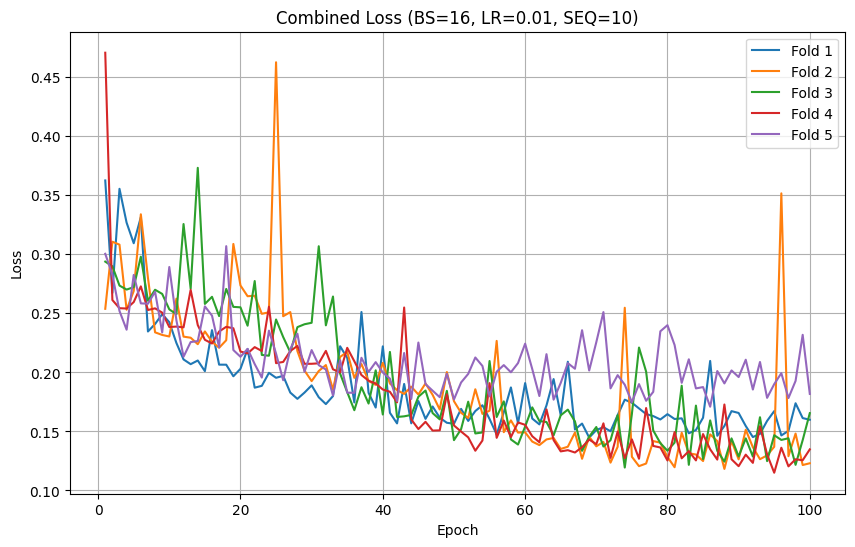 Combined Loss (BS=16, LR=0.01, SEQ=10)
Fold 1
Fold 2
Fold 3
Fold 4
Fold 5
Loss
0.45
0.40
0.35
0.30
0.25
0.20
0.15
0.10
0
20
40
60
80
100
Epoch